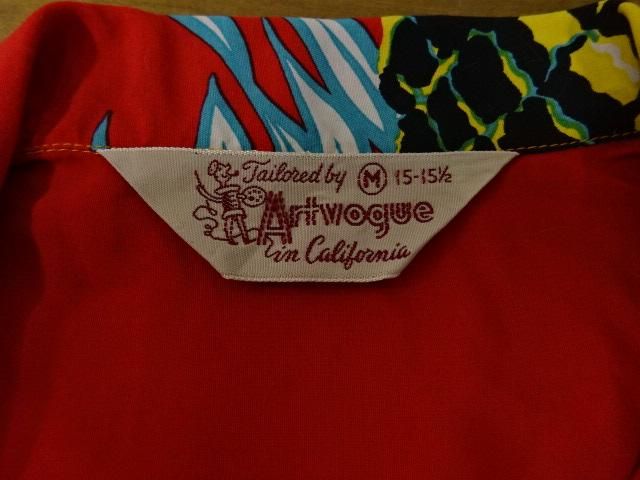 Tailored by M 15-15½
Artvogue
in California